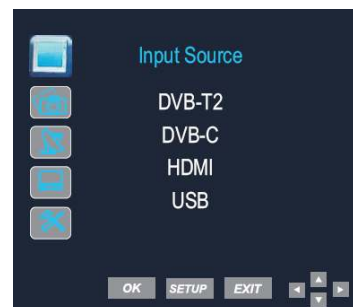 Input Source
DVB-T2
DVB-C
HDMI
USB
OK SETUP EXIT